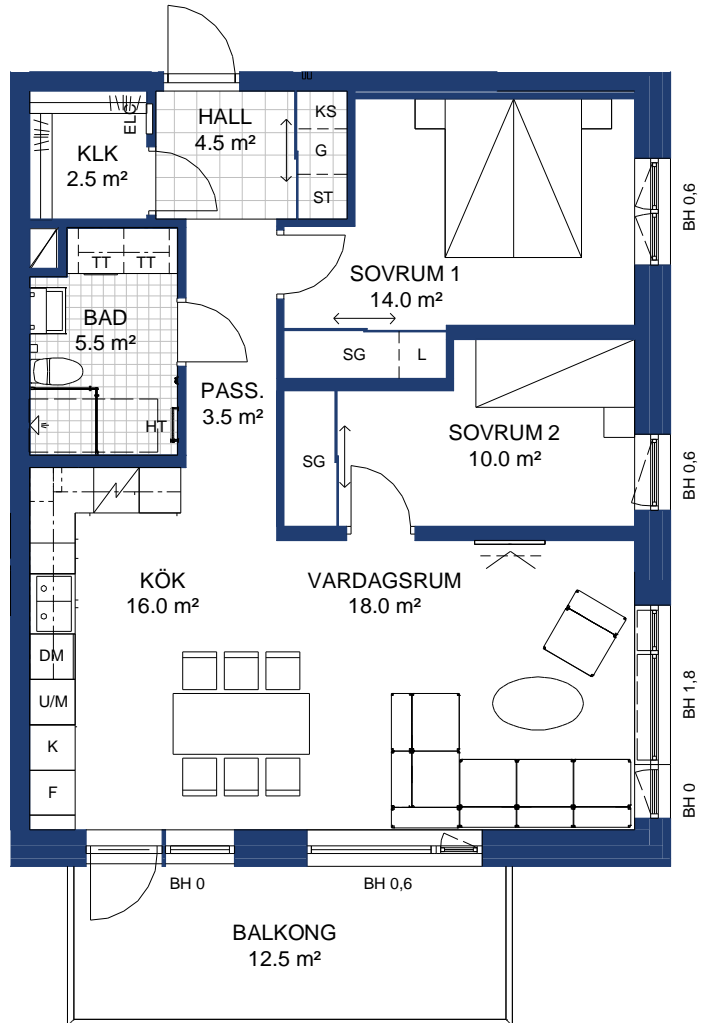 HALL
4.5 m²
KS
G
ST
ELC
KLK
2.5 m²
BH 0,6
TT
TT
SOVRUM 1
14.0 m²
BAD
5.5 m²
SG
L
PASS.
3.5 m²
HT
SG
SOVRUM 2
10.0 m²
BH 0,6
KÖK
16.0 m²
VARDAGSRUM
18.0 m²
DM
U/M
K
F
BH 1,8
BH 0
BH 0
BH 0,6
BALKONG
12.5 m²